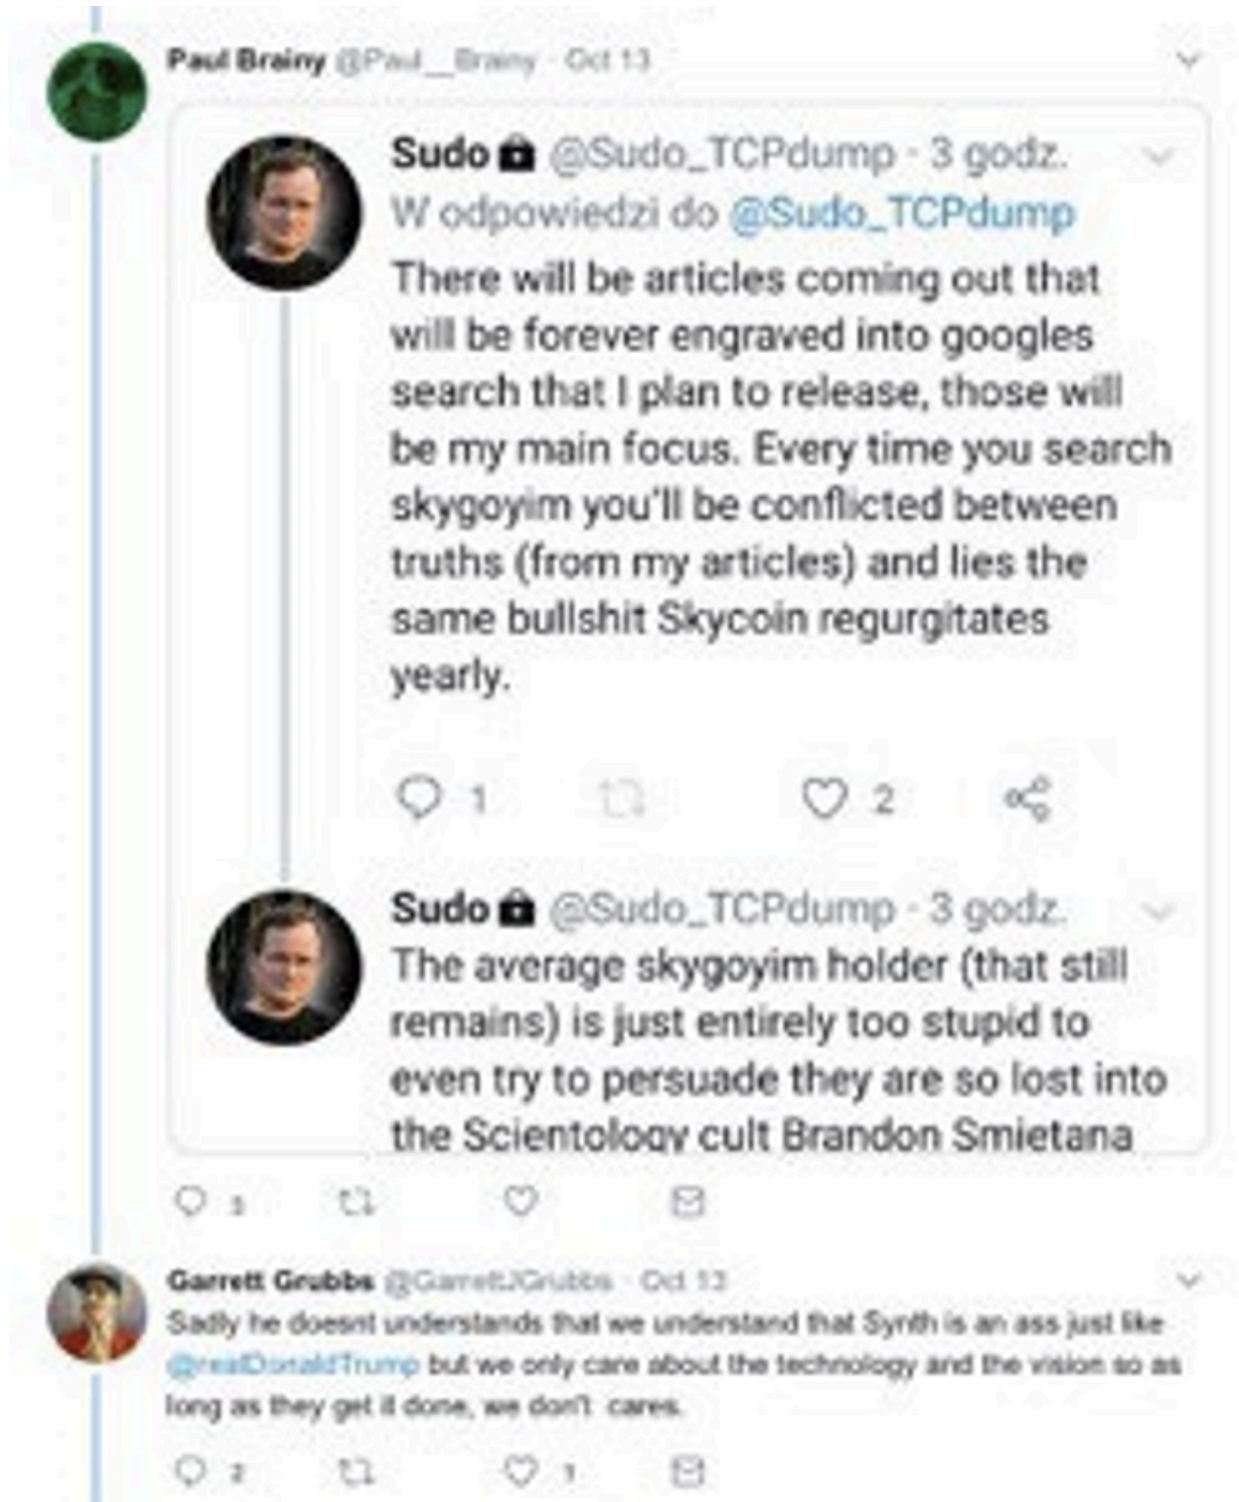 Paul Brainy @Paul__Brainy · Oct 13
Sudo @Sudo_TCPdump · 3 godz.
W odpowiedzi do @Sudo_TCPdump
There will be articles coming out that
will be forever engraved into googles
search that I plan to release, those will
be my main focus. Every time you search
skygoyim you'll be conflicted between
truths (from my articles) and lies the
same bullshit Skycoin regurgitates
yearly.
1 2
Sudo @Sudo_TCPdump · 3 godz.
The average skygoyim holder (that still
remains) is just entirely too stupid to
even try to persuade they are so lost into
the Scientology cult Brandon Smietana
3
Garrett Grubbs @GarrettJGrubbs · Oct 13
Sadly he doesnt understands that we understand that Synth is an ass just like
@realDonaldTrump but we only care about the technology and the vision so as
long as they get it done, we don't cares.
2 1